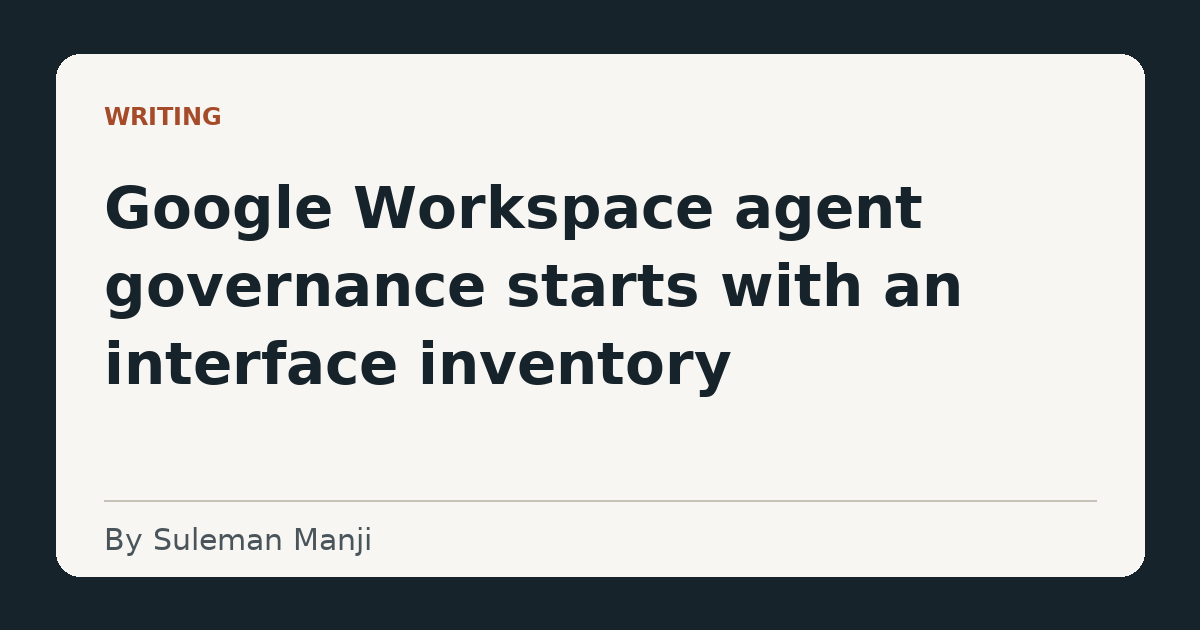 WRITING
Google Workspace agent
governance starts with an
interface inventory
By Suleman Manji